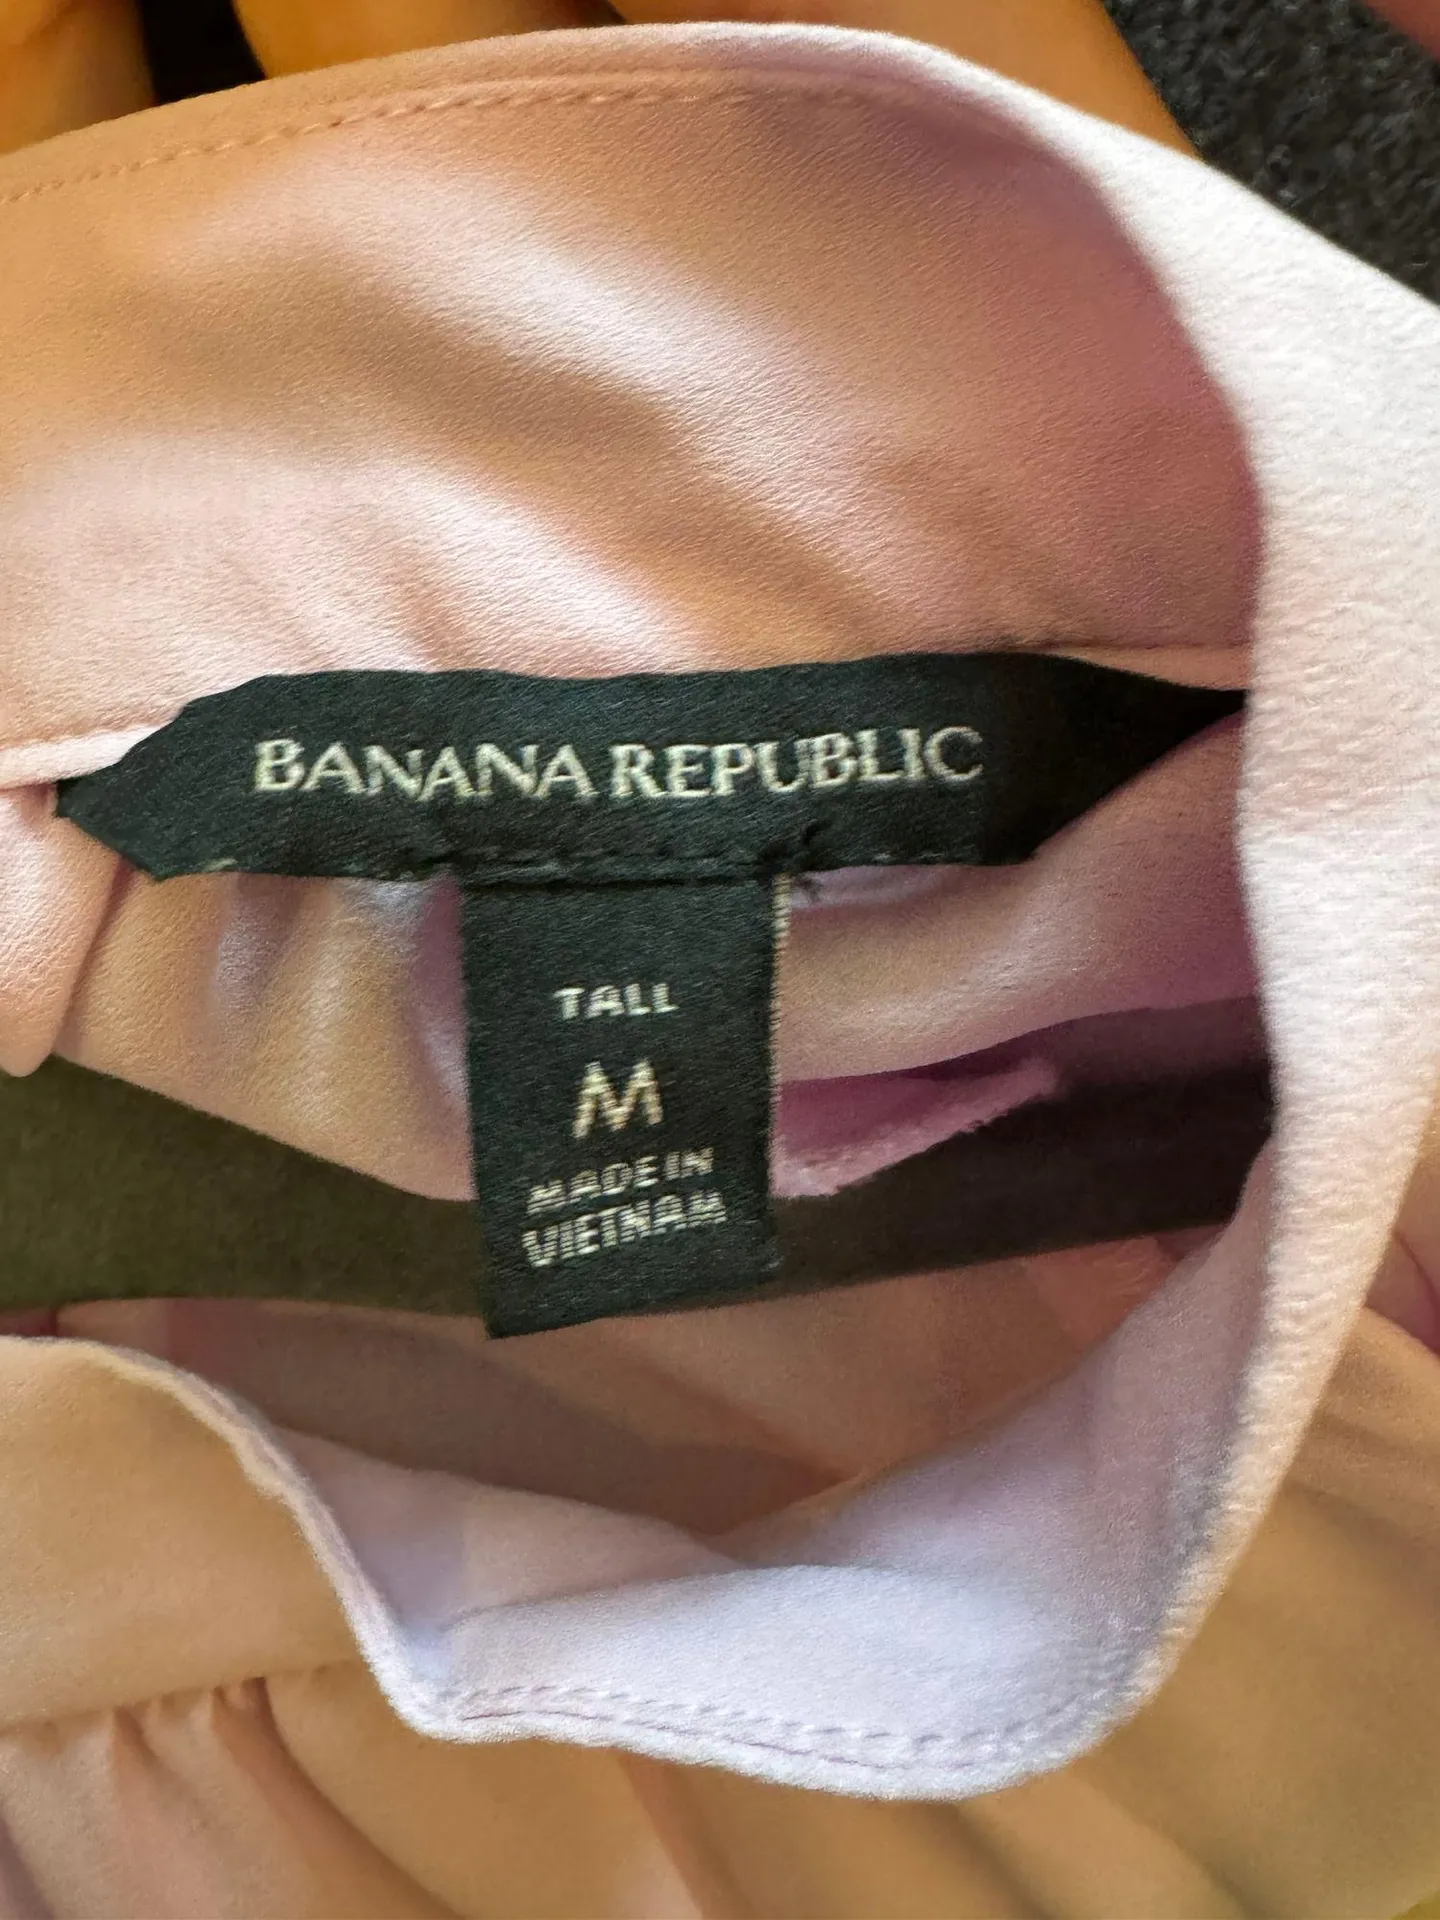 BANANA REPUBLIC
TALL
M
MADE IN
VIETNAM